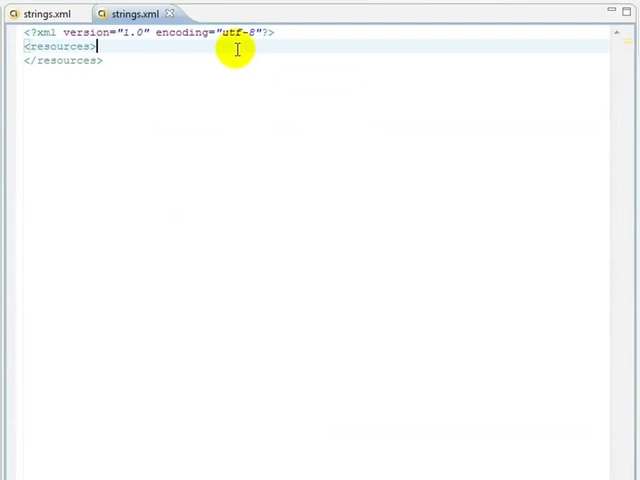 strings.xml strings.xml
<?xml version="1.0" encoding="utf-8"?>
<resources>
</resources>